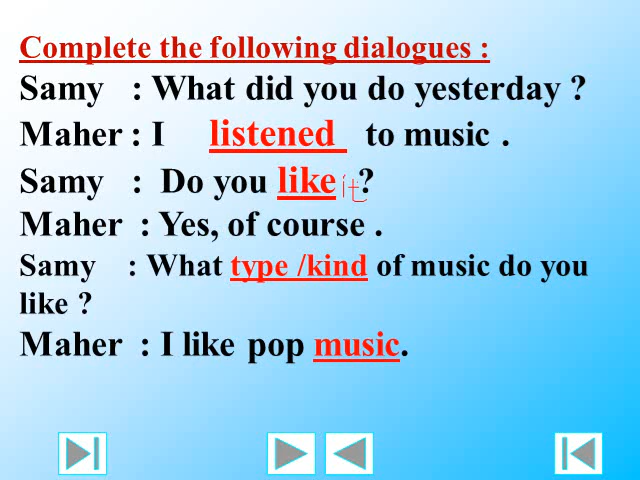 Complete the following dialogues :
Samy : What did you do yesterday ?
Maher : I listened to music .
Samy : Do you like it ?
Maher : Yes, of course .
Samy : What type /kind of music do you
like ?
Maher : I like pop music.